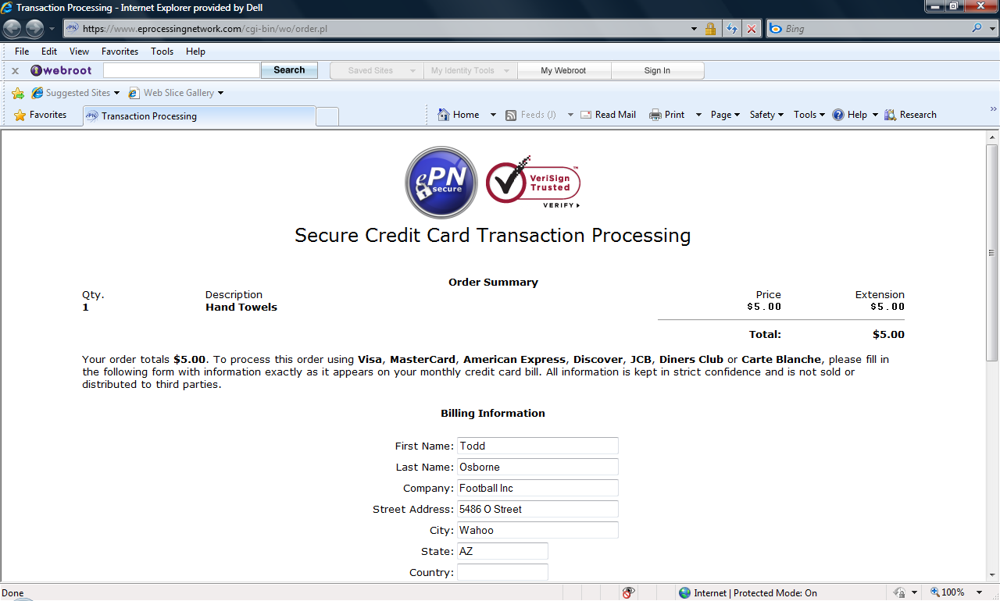 Transaction Processing - Internet Explorer provided by Dell
https://www.eprocessingnetwork.com/cgi-bin/wo/order.pl
Bing
File Edit View Favorites Tools Help
x webroot Search Saved Sites My Identity Tools My Webroot Sign In
Suggested Sites Web Slice Gallery
Favorites ePN Transaction Processing Home Feeds (J) Read Mail Print Page Safety Tools Help Research
ePN
secure
VeriSign
Trusted
VERIFY
Secure Credit Card Transaction Processing
Order Summary
Qty. Description Price Extension
1 Hand Towels $5.00 $5.00
Total: $5.00
Your order totals $5.00. To process this order using Visa, MasterCard, American Express, Discover, JCB, Diners Club or Carte Blanche, please fill in
the following form with information exactly as it appears on your monthly credit card bill. All information is kept in strict confidence and is not sold or
distributed to third parties.
Billing Information
First Name: Todd
Last Name: Osborne
Company: Football Inc
Street Address: 5486 O Street
City: Wahoo
State: AZ
Country:
Done Internet | Protected Mode: On 100%